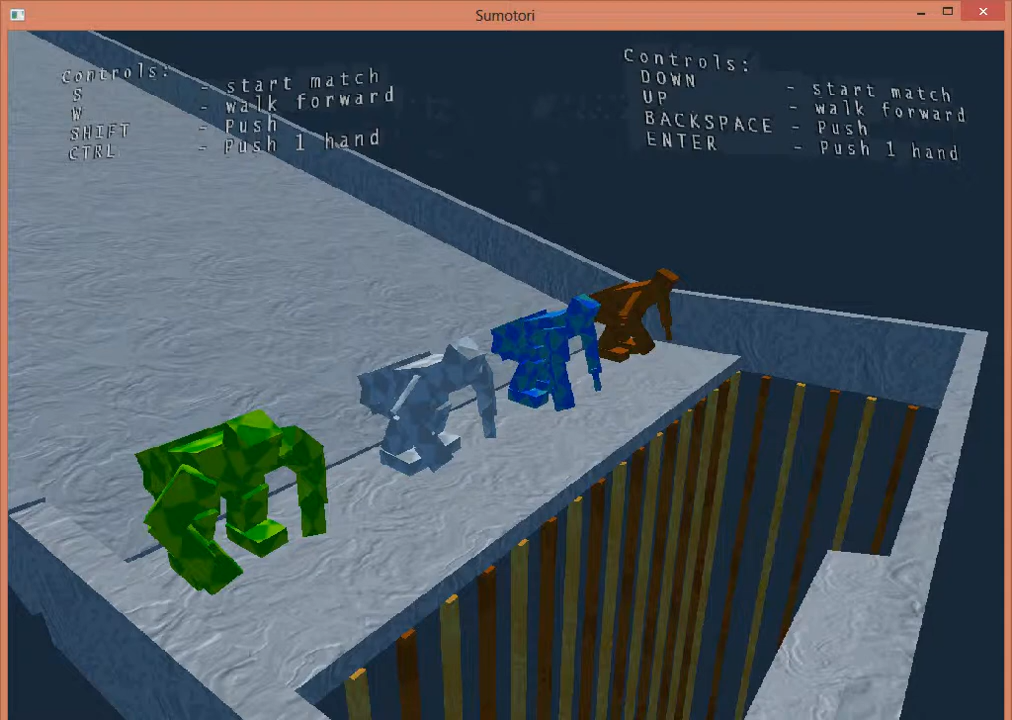 Sumotori
Controls:
S - start match
W - walk forward
SHIFT - Push
CTRL - Push 1 hand
Controls:
DOWN - start match
UP - walk forward
BACKSPACE - Push
ENTER - Push 1 hand